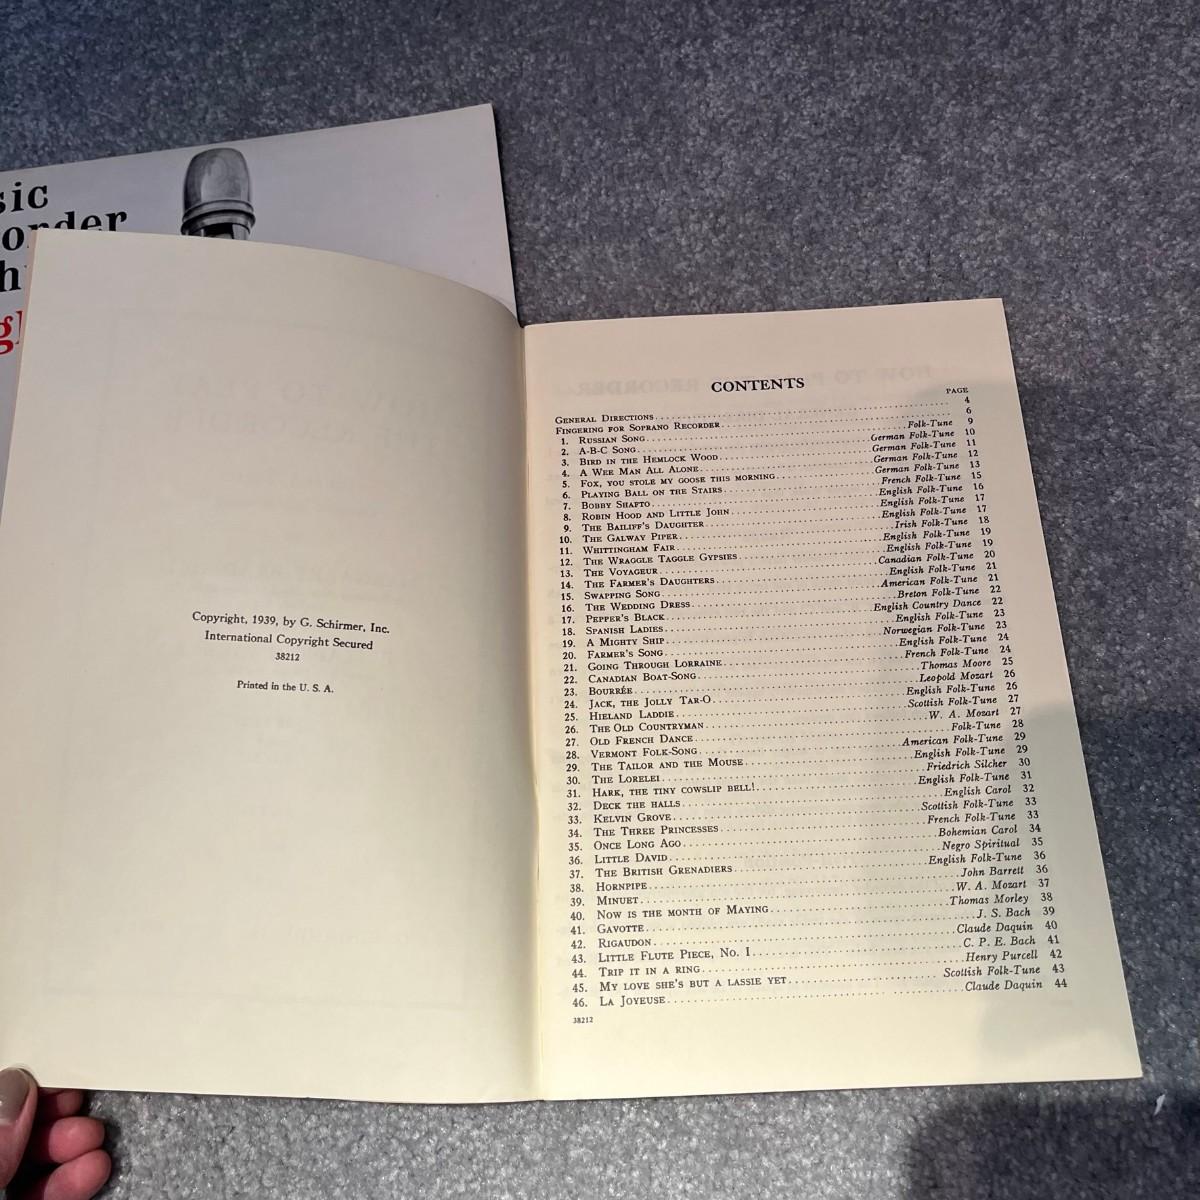 sic
order
CONTENTS
PAGE
GENERAL DIRECTIONS 4
FINGERING FOR SOPRANO RECORDER 6
1. RUSSIAN SONG Folk-Tune 9
2. A-B-C SONG German Folk-Tune 10
3. BIRD IN THE HEMLOCK WOOD German Folk-Tune 11
4. A WEE MAN ALL ALONE German Folk-Tune 12
5. FOX, YOU STOLE MY GOOSE THIS MORNING German Folk-Tune 13
6. PLAYING BALL ON THE STAIRS French Folk-Tune 15
7. BOBBY SHAFTO English Folk-Tune 16
8. ROBIN HOOD AND LITTLE JOHN English Folk-Tune 17
9. THE BAILIFF'S DAUGHTER English Folk-Tune 17
10. THE GALWAY PIPER Irish Folk-Tune 18
11. WHITTINGHAM FAIR English Folk-Tune 19
12. THE WRAGGLE TAGGLE GYPSIES English Folk-Tune 19
13. THE VOYAGEUR Canadian Folk-Tune 20
14. THE FARMER'S DAUGHTERS English Folk-Tune 21
15. SWAPPING SONG American Folk-Tune 21
16. THE WEDDING DRESS Breton Folk-Tune 22
17. PEPPER'S BLACK English Country Dance 22
18. SPANISH LADIES English Folk-Tune 23
19. A MIGHTY SHIP Norwegian Folk-Tune 23
20. FARMER'S SONG English Folk-Tune 24
21. GOING THROUGH LORRAINE French Folk-Tune 24
22. CANADIAN BOAT-SONG Thomas Moore 25
23. BOURRÉE Leopold Mozart 26
24. JACK, THE JOLLY TAR-O English Folk-Tune 26
25. HIELAND LADDIE Scottish Folk-Tune 27
26. THE OLD COUNTRYMAN W. A. Mozart 27
27. OLD FRENCH DANCE Folk-Tune 28
28. VERMONT FOLK-SONG American Folk-Tune 29
29. THE TAILOR AND THE MOUSE English Folk-Tune 29
30. THE LORELEI Friedrich Silcher 30
31. HARK, THE TINY COWSLIP BELL! English Folk-Tune 31
32. DECK THE HALLS English Carol 32
33. KELVIN GROVE Scottish Folk-Tune 33
34. THE THREE PRINCESSES French Folk-Tune 33
35. ONCE LONG AGO Bohemian Carol 34
36. LITTLE DAVID Negro Spiritual 35
37. THE BRITISH GRENADIERS English Folk-Tune 36
38. HORNPIPE John Barrett 36
39. MINUET W. A. Mozart 37
40. NOW IS THE MONTH OF MAYING Thomas Morley 38
41. GAVOTTE J. S. Bach 39
42. RIGAUDON Claude Daquin 40
43. LITTLE FLUTE PIECE, NO. I C. P. E. Bach 41
44. TRIP IT IN A RING Henry Purcell 42
45. MY LOVE SHE'S BUT A LASSIE YET Scottish Folk-Tune 43
46. LA JOYEUSE Claude Daquin 44
38212
Copyright, 1939, by G. Schirmer, Inc.
International Copyright Secured
38212
Printed in the U. S. A.